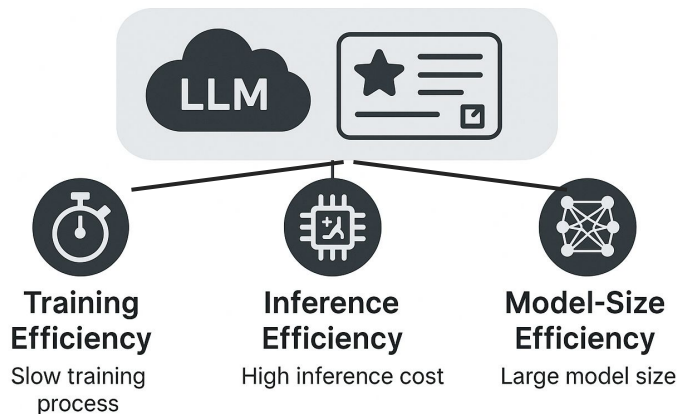 LLM
Training
Efficiency
Slow training
process
Inference
Efficiency
High inference cost
Model-Size
Efficiency
Large model size